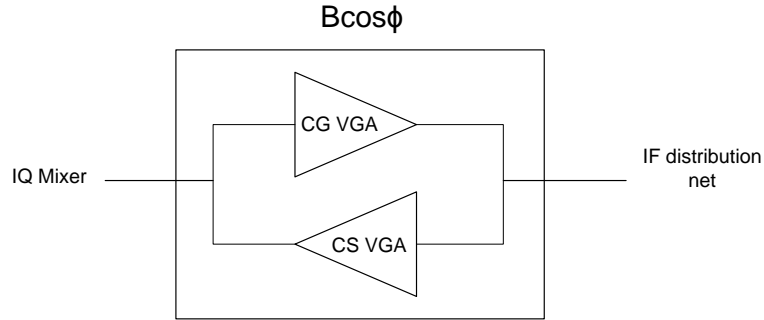 Bcosϕ
CG VGA
IQ Mixer
IF distribution
net
CS VGA